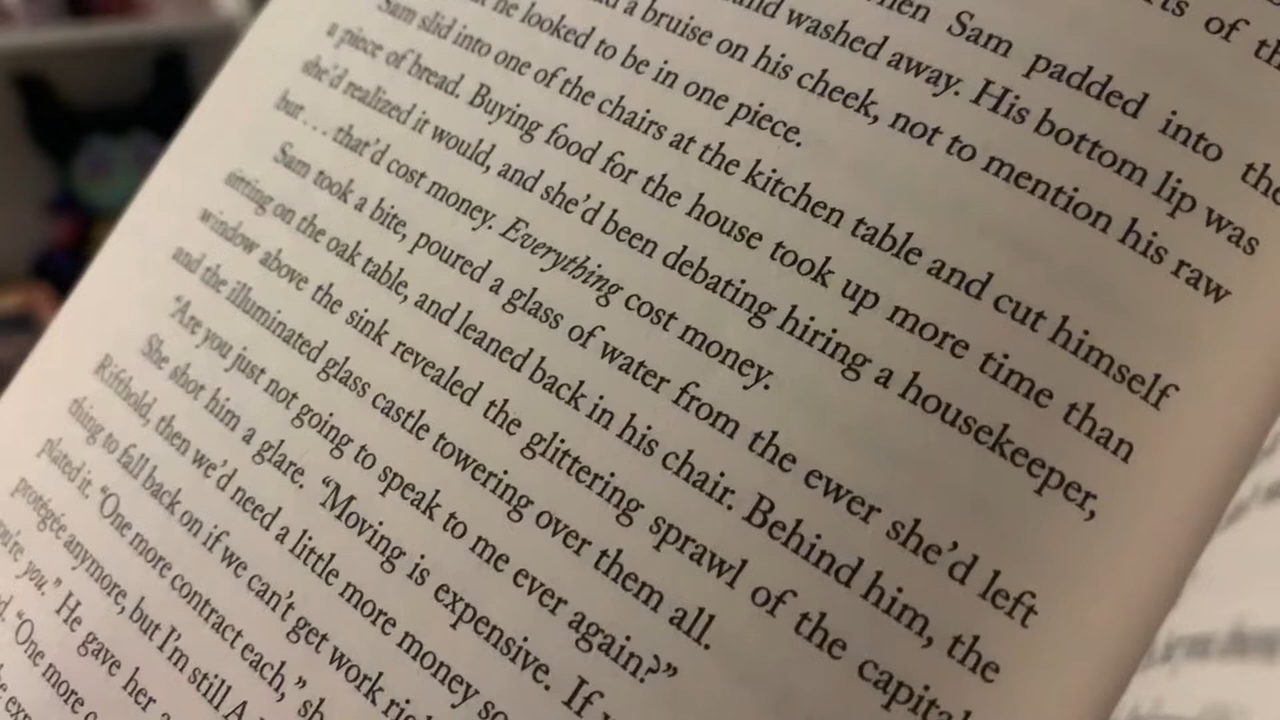 of th
hen Sam padded into the
and washed away. His bottom lip was
a bruise on his cheek, not to mention his raw
he looked to be in one piece.
Sam slid into one of the chairs at the kitchen table and cut himself
a piece of bread. Buying food for the house took up more time than
she'd realized it would, and she'd been debating hiring a housekeeper,
but . . . that'd cost money. Everything cost money.
Sam took a bite, poured a glass of water from the ewer she'd left
sitting on the oak table, and leaned back in his chair. Behind him, the
window above the sink revealed the glittering sprawl of the capital
and the illuminated glass castle towering over them all.
“Are you just not going to speak to me ever again?”
She shot him a glare. “Moving is expensive. If
Rifthold, then we'd need a little more money so
thing to fall back on if we can't get work rig
plated it. “One more contract each,” sh
protégée anymore, but I'm still A
you're you.” He gave her a
“One more c